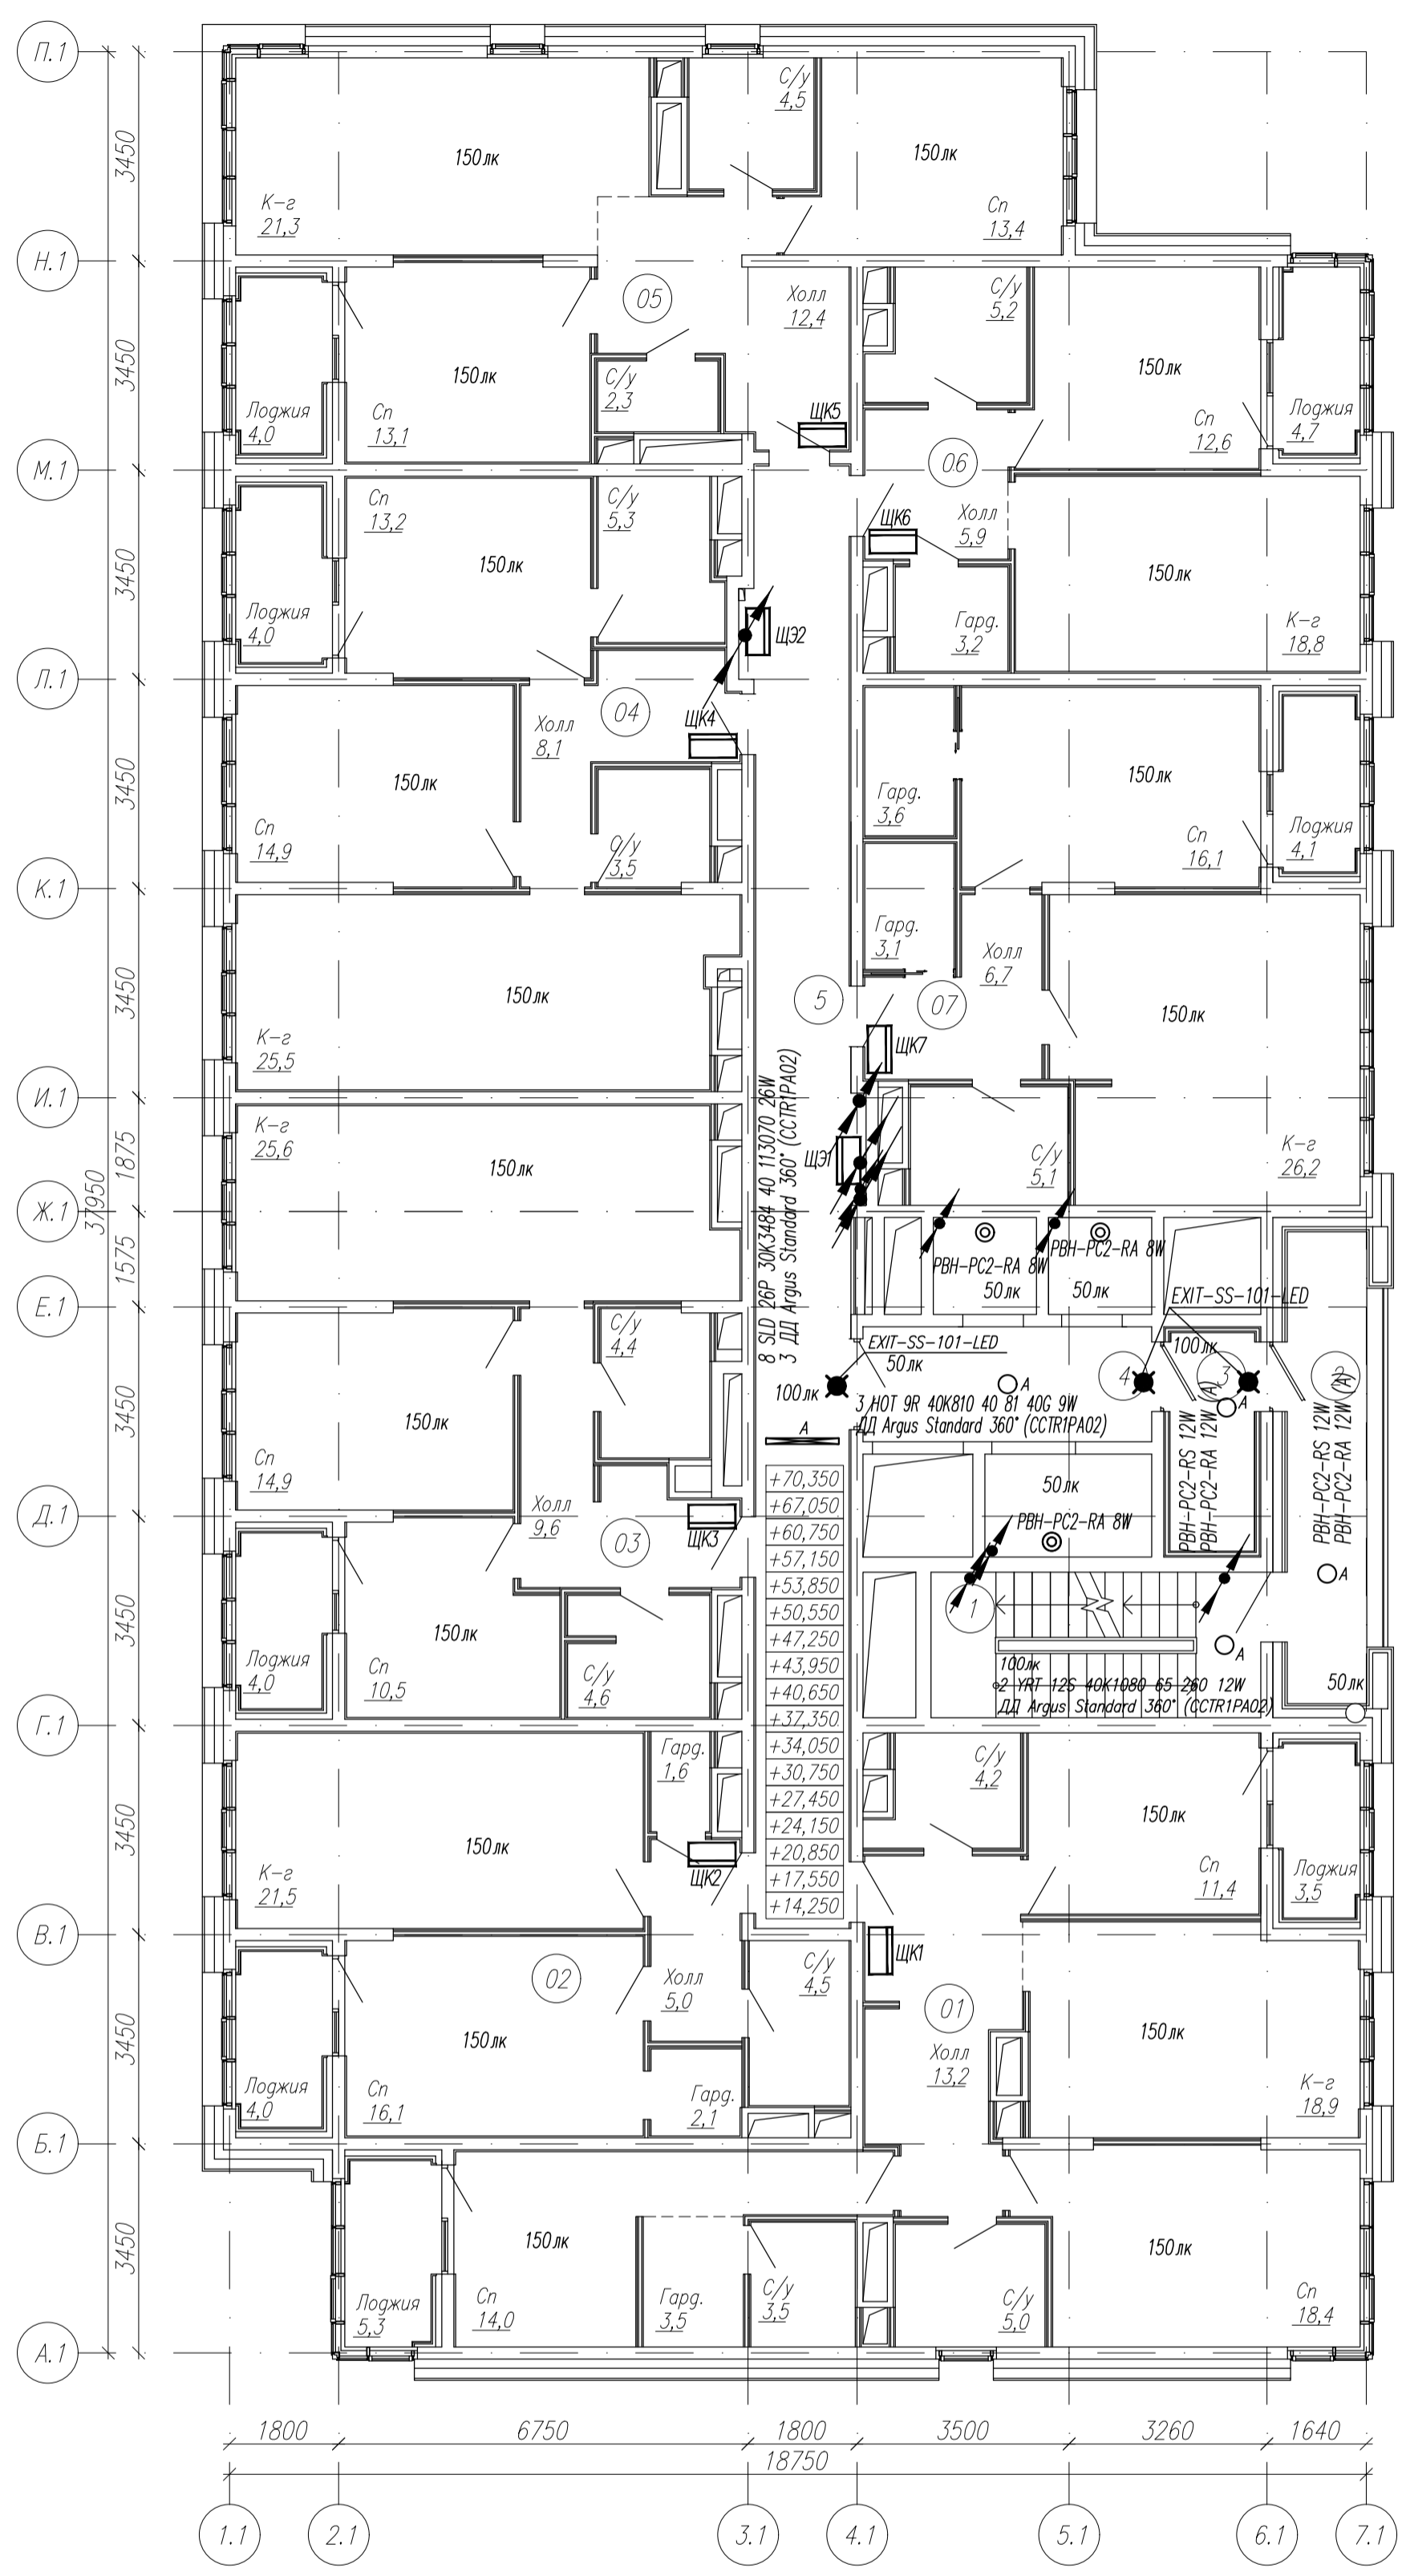 П.1
Н.1
М.1
Л.1
К.1
И.1
Ж.1
Е.1
Д.1
Г.1
В.1
Б.1
А.1
3450
3450
3450
3450
3450
1875
1575
3450
3450
3450
3450
3450
37950
150лк
К-г
21,3
С/у
4,5
150лк
Сп
13,4
05
Холл
12,4
С/у
5,2
150лк
Сп
12,6
Лоджия
4,7
Лоджия
4,0
150лк
Сп
13,1
С/у
2,3
ЩК5
06
Лоджия
4,0
Сп
13,2
150лк
С/у
5,3
ЩК6
Холл
5,9
150лк
К-г
18,8
Гард.
3,2
ЩЭ2
04
Холл
8,1
ЩК4
150лк
Сп
14,9
С/у
3,5
Гард.
3,6
150лк
Сп
16,1
Лоджия
4,1
Гард.
3,1
Холл
6,7
150лк
К-г
25,5
5
07
150лк
К-г
26,2
ЩК7
К-г
25,6
150лк
8 SLD 26P 30K3484 40 113070 26W
3 ДД Argus Standard 360° (CCTR1PA02)
ЩЭ1
С/у
5,1
PBH-PC2-RA 8W
50лк
PBH-PC2-RA 8W
50лк
EXIT-SS-101-LED
EXIT-SS-101-LED
50лк
100лк
100лк
4
3
2
А
А
А
3 HOT 9R 40K810 40 81 40G 9W
ДД Argus Standard 360° (CCTR1PA02)
PBH-PC2-RS 12W
PBH-PC2-RA 12W (А)
PBH-PC2-RS 12W
PBH-PC2-RA 12W (А)
С/у
4,4
150лк
Сп
14,9
Холл
9,6
03
ЩК3
50лк
PBH-PC2-RA 8W
1
А
А
100лк
2 YRT 12S 40K1080 65 260 12W
ДД Argus Standard 360° (CCTR1PA02)
50лк
+70,350
+67,050
+60,750
+57,150
+53,850
+50,550
+47,250
+43,950
+40,650
+37,350
+34,050
+30,750
+27,450
+24,150
+20,850
+17,550
+14,250
Лоджия
4,0
150лк
Сп
10,5
С/у
4,6
150лк
К-г
21,5
Гард.
1,6
ЩК2
С/у
4,2
150лк
Сп
11,4
Лоджия
3,5
ЩК1
02
Холл
5,0
С/у
4,5
01
Холл
13,2
150лк
К-г
18,9
Лоджия
4,0
150лк
Сп
16,1
Гард.
2,1
Лоджия
5,3
150лк
Сп
14,0
Гард.
3,5
С/у
3,5
С/у
5,0
150лк
Сп
18,4
1800
6750
1800
3500
3260
1640
18750
1.1
2.1
3.1
4.1
5.1
6.1
7.1